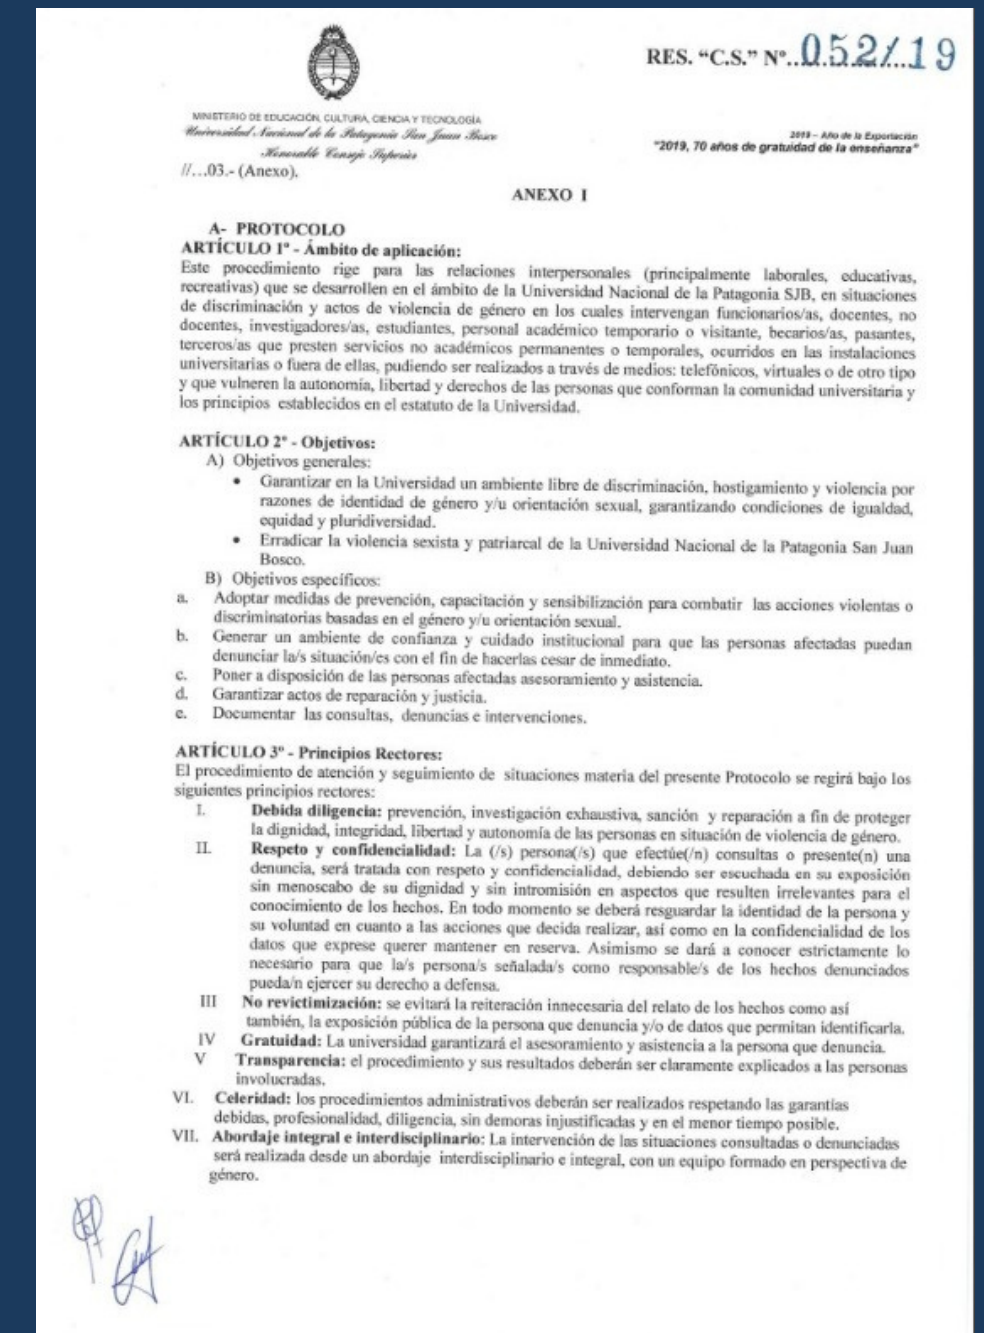 RES. “C.S.” Nº..052/19
MINISTERIO DE EDUCACIÓN, CULTURA, CIENCIA Y TECNOLOGÍA
Universidad Nacional de la Patagonia San Juan Bosco
Honorable Consejo Superior
2019 – Año de la Exportación
"2019, 70 años de gratuidad de la enseñanza"
//...03.- (Anexo).
ANEXO I
A- PROTOCOLO
ARTÍCULO 1º - Ámbito de aplicación:
Este procedimiento rige para las relaciones interpersonales (principalmente laborales, educativas,
recreativas) que se desarrollen en el ámbito de la Universidad Nacional de la Patagonia SJB, en situaciones
de discriminación y actos de violencia de género en los cuales intervengan funcionarios/as, docentes, no
docentes, investigadores/as, estudiantes, personal académico temporario o visitante, becarios/as, pasantes,
terceros/as que presten servicios no académicos permanentes o temporales, ocurridos en las instalaciones
universitarias o fuera de ellas, pudiendo ser realizados a través de medios: telefónicos, virtuales o de otro tipo
y que vulneren la autonomía, libertad y derechos de las personas que conforman la comunidad universitaria y
los principios establecidos en el estatuto de la Universidad.
ARTÍCULO 2º - Objetivos:
A) Objetivos generales:
• Garantizar en la Universidad un ambiente libre de discriminación, hostigamiento y violencia por
razones de identidad de género y/u orientación sexual, garantizando condiciones de igualdad,
equidad y pluridiversidad.
• Erradicar la violencia sexista y patriarcal de la Universidad Nacional de la Patagonia San Juan
Bosco.
B) Objetivos específicos:
a. Adoptar medidas de prevención, capacitación y sensibilización para combatir las acciones violentas o
discriminatorias basadas en el género y/u orientación sexual.
b. Generar un ambiente de confianza y cuidado institucional para que las personas afectadas puedan
denunciar la/s situación/es con el fin de hacerlas cesar de inmediato.
c. Poner a disposición de las personas afectadas asesoramiento y asistencia.
d. Garantizar actos de reparación y justicia.
e. Documentar las consultas, denuncias e intervenciones.
ARTÍCULO 3º - Principios Rectores:
El procedimiento de atención y seguimiento de situaciones materia del presente Protocolo se regirá bajo los
siguientes principios rectores:
I. Debida diligencia: prevención, investigación exhaustiva, sanción y reparación a fin de proteger
la dignidad, integridad, libertad y autonomía de las personas en situación de violencia de género.
II. Respeto y confidencialidad: La (/s) persona(/s) que efectúe(/n) consultas o presente(n) una
denuncia, será tratada con respeto y confidencialidad, debiendo ser escuchada en su exposición
sin menoscabo de su dignidad y sin intromisión en aspectos que resulten irrelevantes para el
conocimiento de los hechos. En todo momento se deberá resguardar la identidad de la persona y
su voluntad en cuanto a las acciones que decida realizar, así como en la confidencialidad de los
datos que exprese querer mantener en reserva. Asimismo se dará a conocer estrictamente lo
necesario para que la/s persona/s señalada/s como responsable/s de los hechos denunciados
pueda/n ejercer su derecho a defensa.
III No revictimización: se evitará la reiteración innecesaria del relato de los hechos como así
también, la exposición pública de la persona que denuncia y/o de datos que permitan identificarla.
IV Gratuidad: La universidad garantizará el asesoramiento y asistencia a la persona que denuncia.
V Transparencia: el procedimiento y sus resultados deberán ser claramente explicados a las personas
involucradas.
VI. Celeridad: los procedimientos administrativos deberán ser realizados respetando las garantías
debidas, profesionalidad, diligencia, sin demoras injustificadas y en el menor tiempo posible.
VII. Abordaje integral e interdisciplinario: La intervención de las situaciones consultadas o denunciadas
será realizada desde un abordaje interdisciplinario e integral, con un equipo formado en perspectiva de
género.